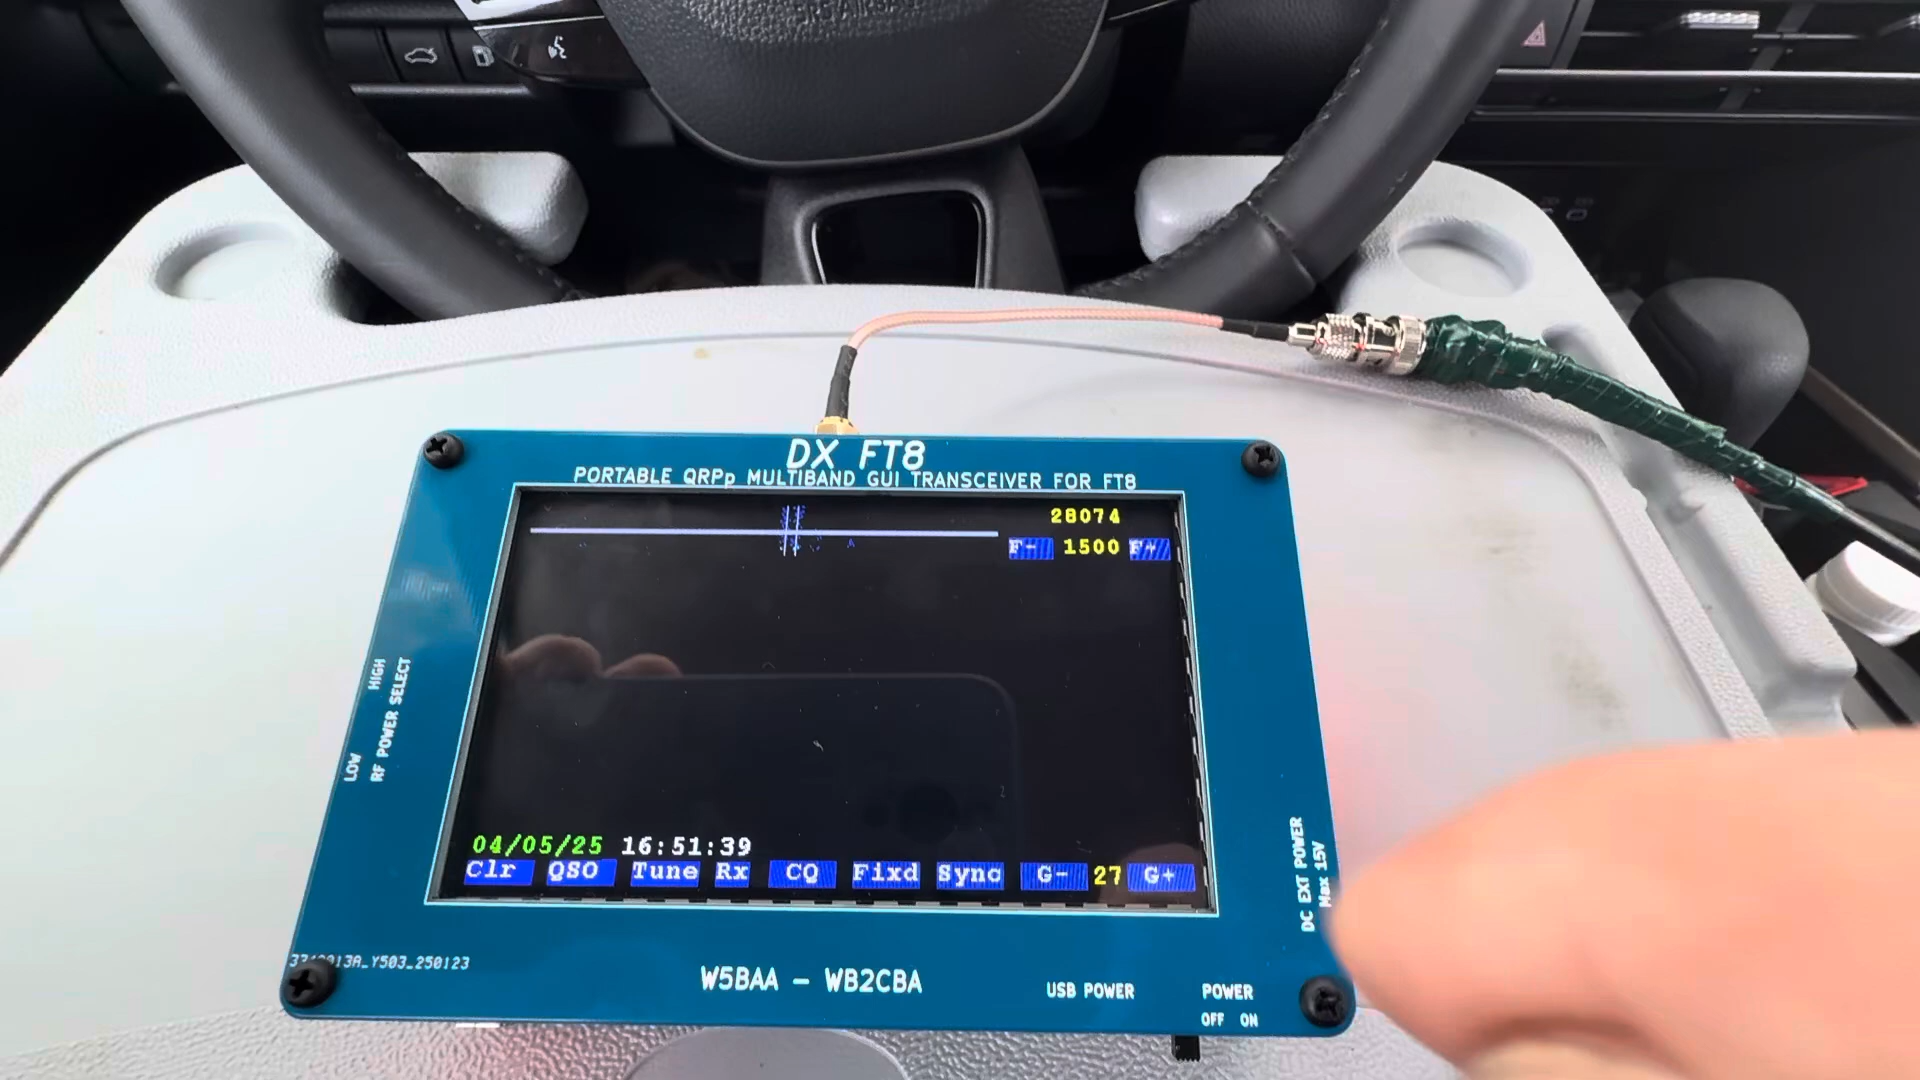 DX FT8
PORTABLE QRPp MULTIBAND GUI TRANSCEIVER FOR FT8
28074
F- 1500 F+
HIGH
LOW
RF POWER SELECT
04/05/25 16:51:39
Clr QSO Tune Rx CQ Fixd Sync G- 27 G+
DC EXT POWER
Max 15V
W5BAA - WB2CBA
USB POWER
POWER
OFF ON